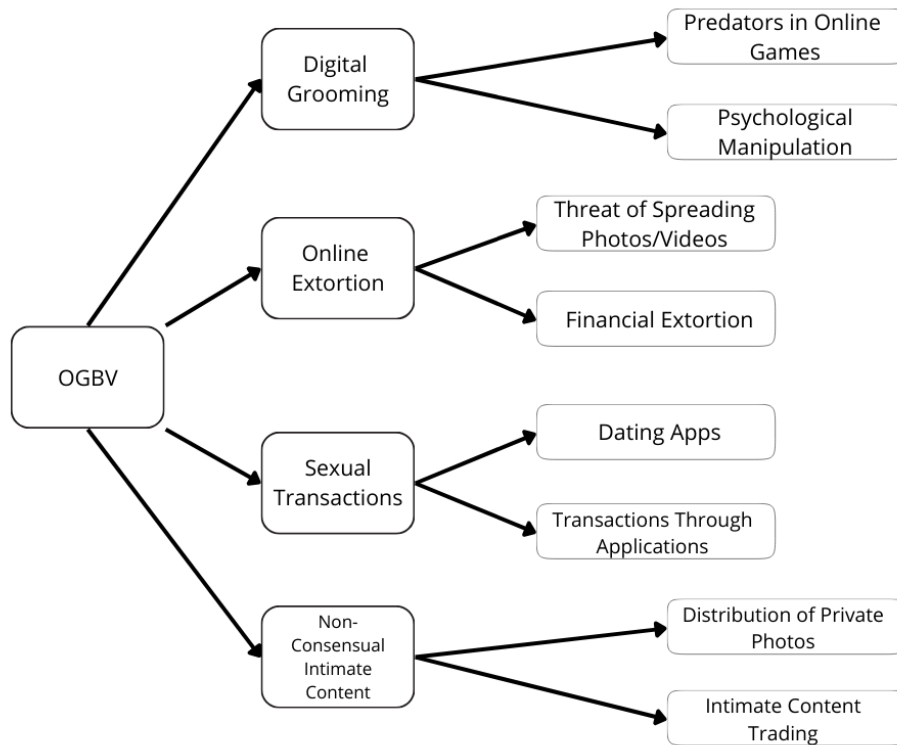 Predators in Online
Games
Digital
Grooming
Psychological
Manipulation
Threat of Spreading
Photos/Videos
Online
Extortion
Financial Extortion
OGBV
Dating Apps
Sexual
Transactions
Transactions Through
Applications
Non-
Consensual
Intimate
Content
Distribution of Private
Photos
Intimate Content
Trading